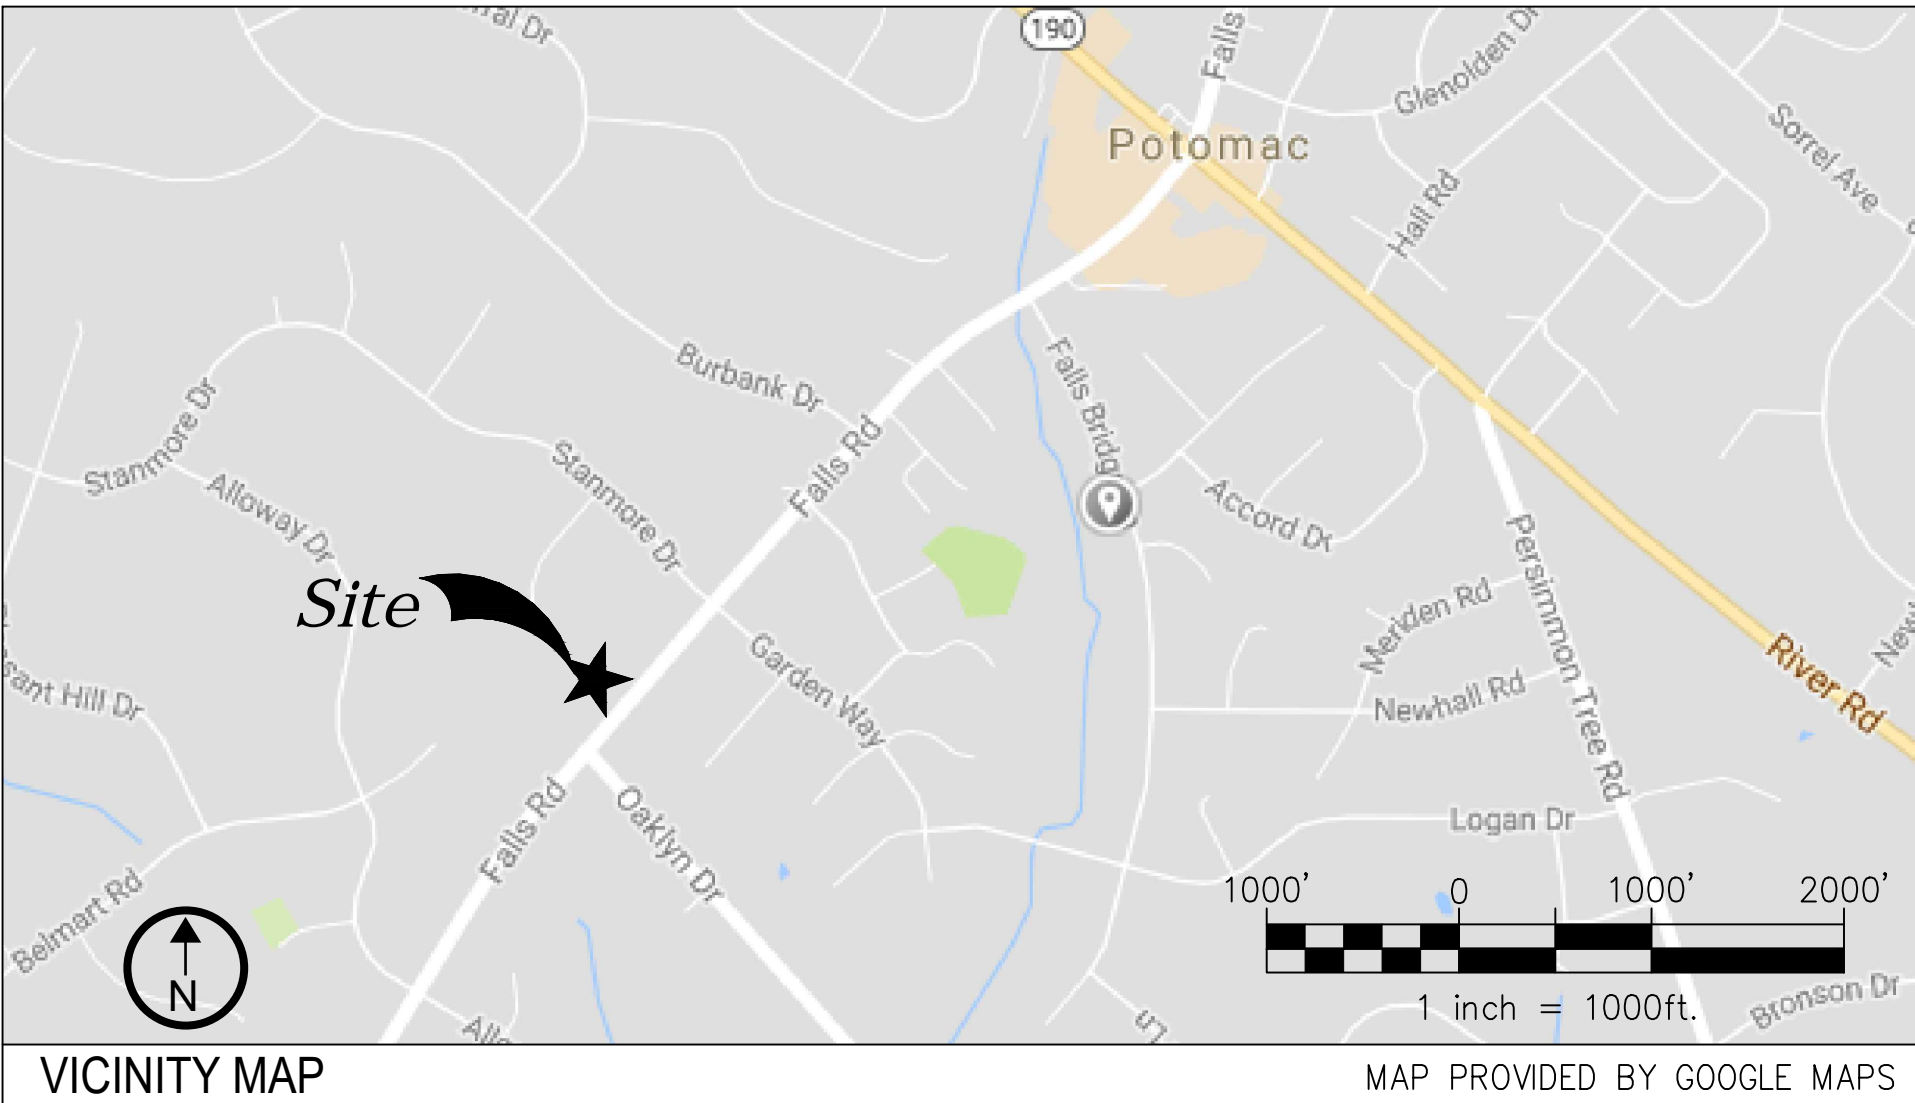 190
Falls
Glenolden Dr
Potomac
Sorrel Ave
Hall Rd
Burbank Dr
Falls Bridg
Stanmore Dr
Falls Rd
Stanmore Dr
Alloway Dr
Accord Dr
Persimmon Tree Rd
Site
Meriden Rd
Garden Way
River Rd
Newhall Rd
sant Hill Dr
Oaklyn Dr
Falls Rd
Logan Dr
Belmart Rd
1000' 0 1000' 2000'
N
1 inch = 1000ft.
Bronson Dr
VICINITY MAP
MAP PROVIDED BY GOOGLE MAPS